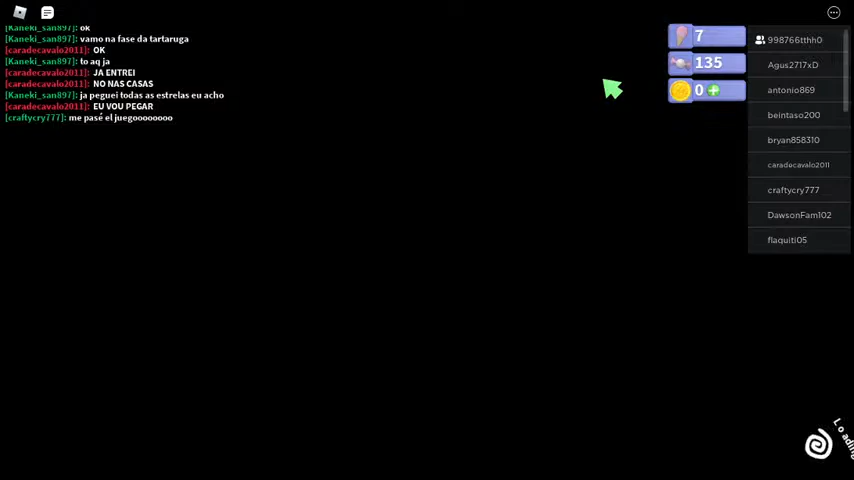 [Kaneki_san897]: ok
[Kaneki_san897]: vamo na fase da tartaruga
[caradecavalo2011]: OK
[Kaneki_san897]: to aq ja
[caradecavalo2011]: JA ENTREI
[caradecavalo2011]: NO NAS CASAS
[Kaneki_san897]: ja peguei todas as estrelas eu acho
[caradecavalo2011]: EU VOU PEGAR
[craftycry777]: me pasé el juegoooooooo
7
135
0
998766tthh0
Agus2717xD
antonio869
beintaso200
bryan858310
caradecavalo2011
craftycry777
DawsonFam102
flaquiti05
Loading